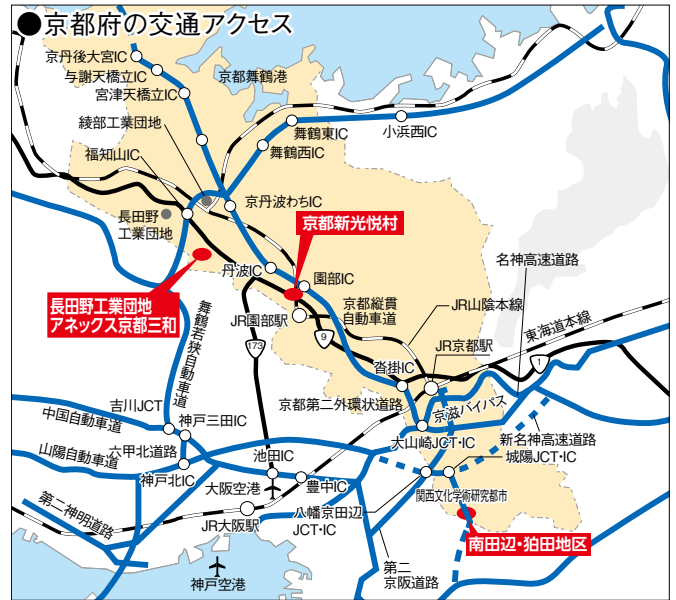 ●京都府の交通アクセス
京丹後大宮IC
与謝天橋立IC
宮津天橋立IC
京都舞鶴港
綾部工業団地
舞鶴東IC
小浜西IC
舞鶴西IC
福知山IC
京丹波わちIC
長田野
工業団地
京都新光悦村
名神高速道路
丹波IC
園部IC
長田野工業団地
アネックス京都三和
京都縦貫
自動車道
JR山陰本線
舞鶴若狭自動車道
JR園部駅
9
東海道本線
173
JR京都駅
1
沓掛IC
京都第二外環状道路
京滋バイパス
吉川JCT
中国自動車道
神戸三田IC
大山崎JCT・IC
新名神高速道路
山陽自動車道
六甲北道路
池田IC
城陽JCT・IC
神戸北IC
大阪空港
豊中IC
関西文化学術研究都市
第二神明道路
JR大阪駅
八幡京田辺
JCT・IC
南田辺・狛田地区
神戸空港
第二
京阪道路